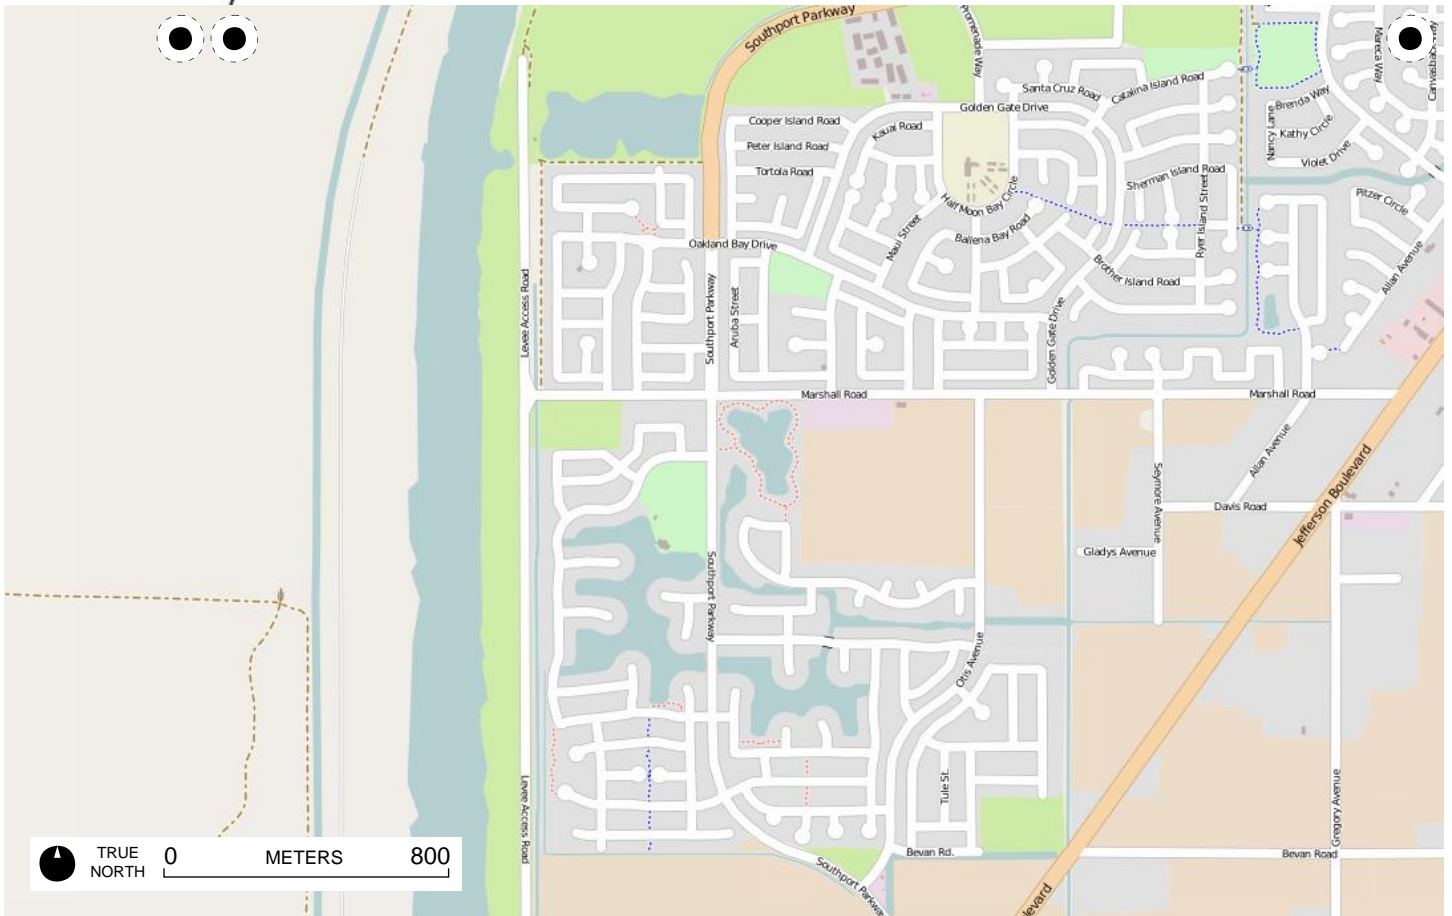 Southport Parkway
Promenade Way
Mareca Way
Santa Cruz Road
Catalina Island Road
Golden Gate Drive
Brenda Way
Nancy Lane
Kathy Circle
Violet Drive
Cooper Island Road
Kauai Road
Peter Island Road
Tortola Road
Sherman Island Road
Half Moon Bay Circle
Pitzer Circle
Ryer Island Street
Maui Street
Ballena Bay Road
Oakland Bay Drive
Brother Island Road
Allan Avenue
Levee Access Road
Southport Parkway
Aruba Street
Golden Gate Drive
Marshall Road
Marshall Road
Allan Avenue
Seymore Avenue
Jefferson Boulevard
Davis Road
Gladys Avenue
Southport Parkway
Otis Avenue
Levee Access Road
Tule St.
Gregory Avenue
Bevan Rd.
Bevan Road
Southport Parkway
TRUE
NORTH
0 METERS 800